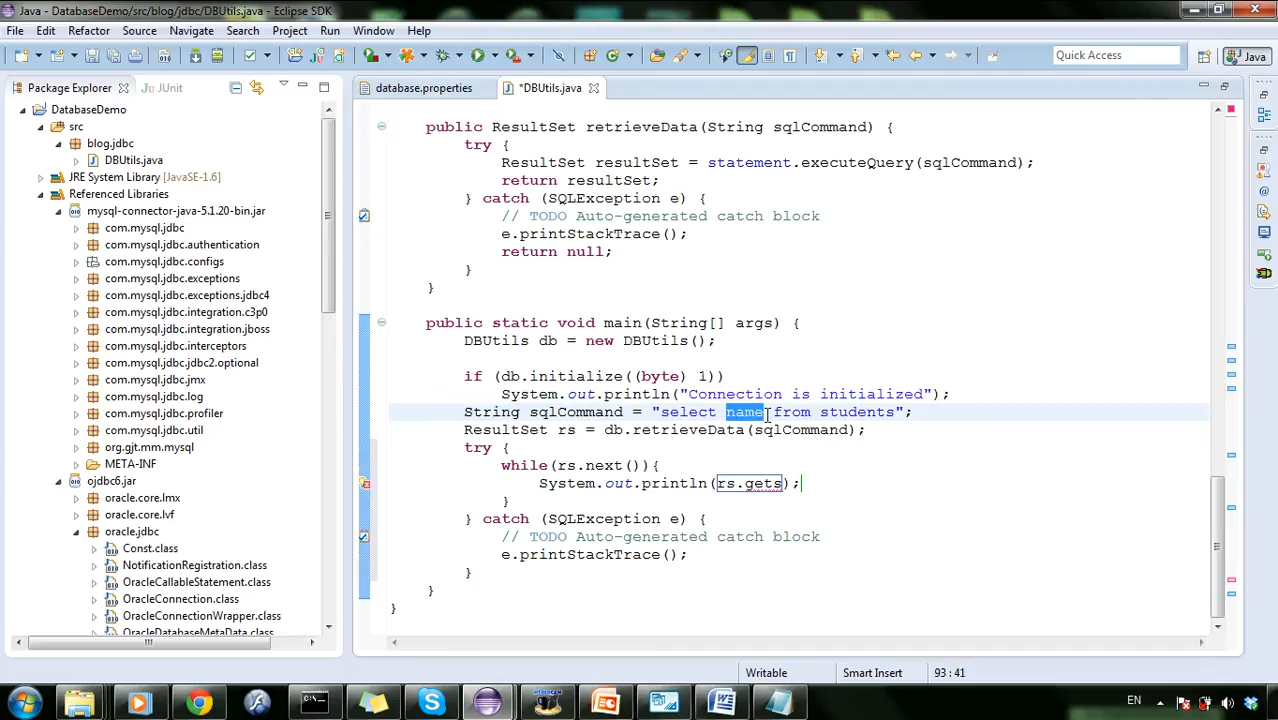 Java - DatabaseDemo/src/blog/jdbc/DBUtils.java - Eclipse SDK
File Edit Refactor Source Navigate Search Project Run Window Help
Quick Access
Java
Package Explorer
JUnit
DatabaseDemo
src
blog.jdbc
DBUtils.java
JRE System Library [JavaSE-1.6]
Referenced Libraries
mysql-connector-java-5.1.20-bin.jar
com.mysql.jdbc
com.mysql.jdbc.authentication
com.mysql.jdbc.configs
com.mysql.jdbc.exceptions
com.mysql.jdbc.exceptions.jdbc4
com.mysql.jdbc.integration.c3p0
com.mysql.jdbc.integration.jboss
com.mysql.jdbc.interceptors
com.mysql.jdbc.jdbc2.optional
com.mysql.jdbc.jmx
com.mysql.jdbc.log
com.mysql.jdbc.profiler
com.mysql.jdbc.util
org.gjt.mm.mysql
META-INF
ojdbc6.jar
oracle.core.lmx
oracle.core.lvf
oracle.jdbc
Const.class
NotificationRegistration.class
OracleCallableStatement.class
OracleConnection.class
OracleConnectionWrapper.class
OracleDatabaseMetaData.class
database.properties
*DBUtils.java
public ResultSet retrieveData(String sqlCommand) {
try {
ResultSet resultSet = statement.executeQuery(sqlCommand);
return resultSet;
} catch (SQLException e) {
// TODO Auto-generated catch block
e.printStackTrace();
return null;
}
}
public static void main(String[] args) {
DBUtils db = new DBUtils();
if (db.initialize((byte) 1))
System.out.println("Connection is initialized");
String sqlCommand = "select name from students";
ResultSet rs = db.retrieveData(sqlCommand);
try {
while(rs.next()){
System.out.println(rs.gets);
}
} catch (SQLException e) {
// TODO Auto-generated catch block
e.printStackTrace();
}
}
}
Writable
Smart Insert
93 : 41
EN